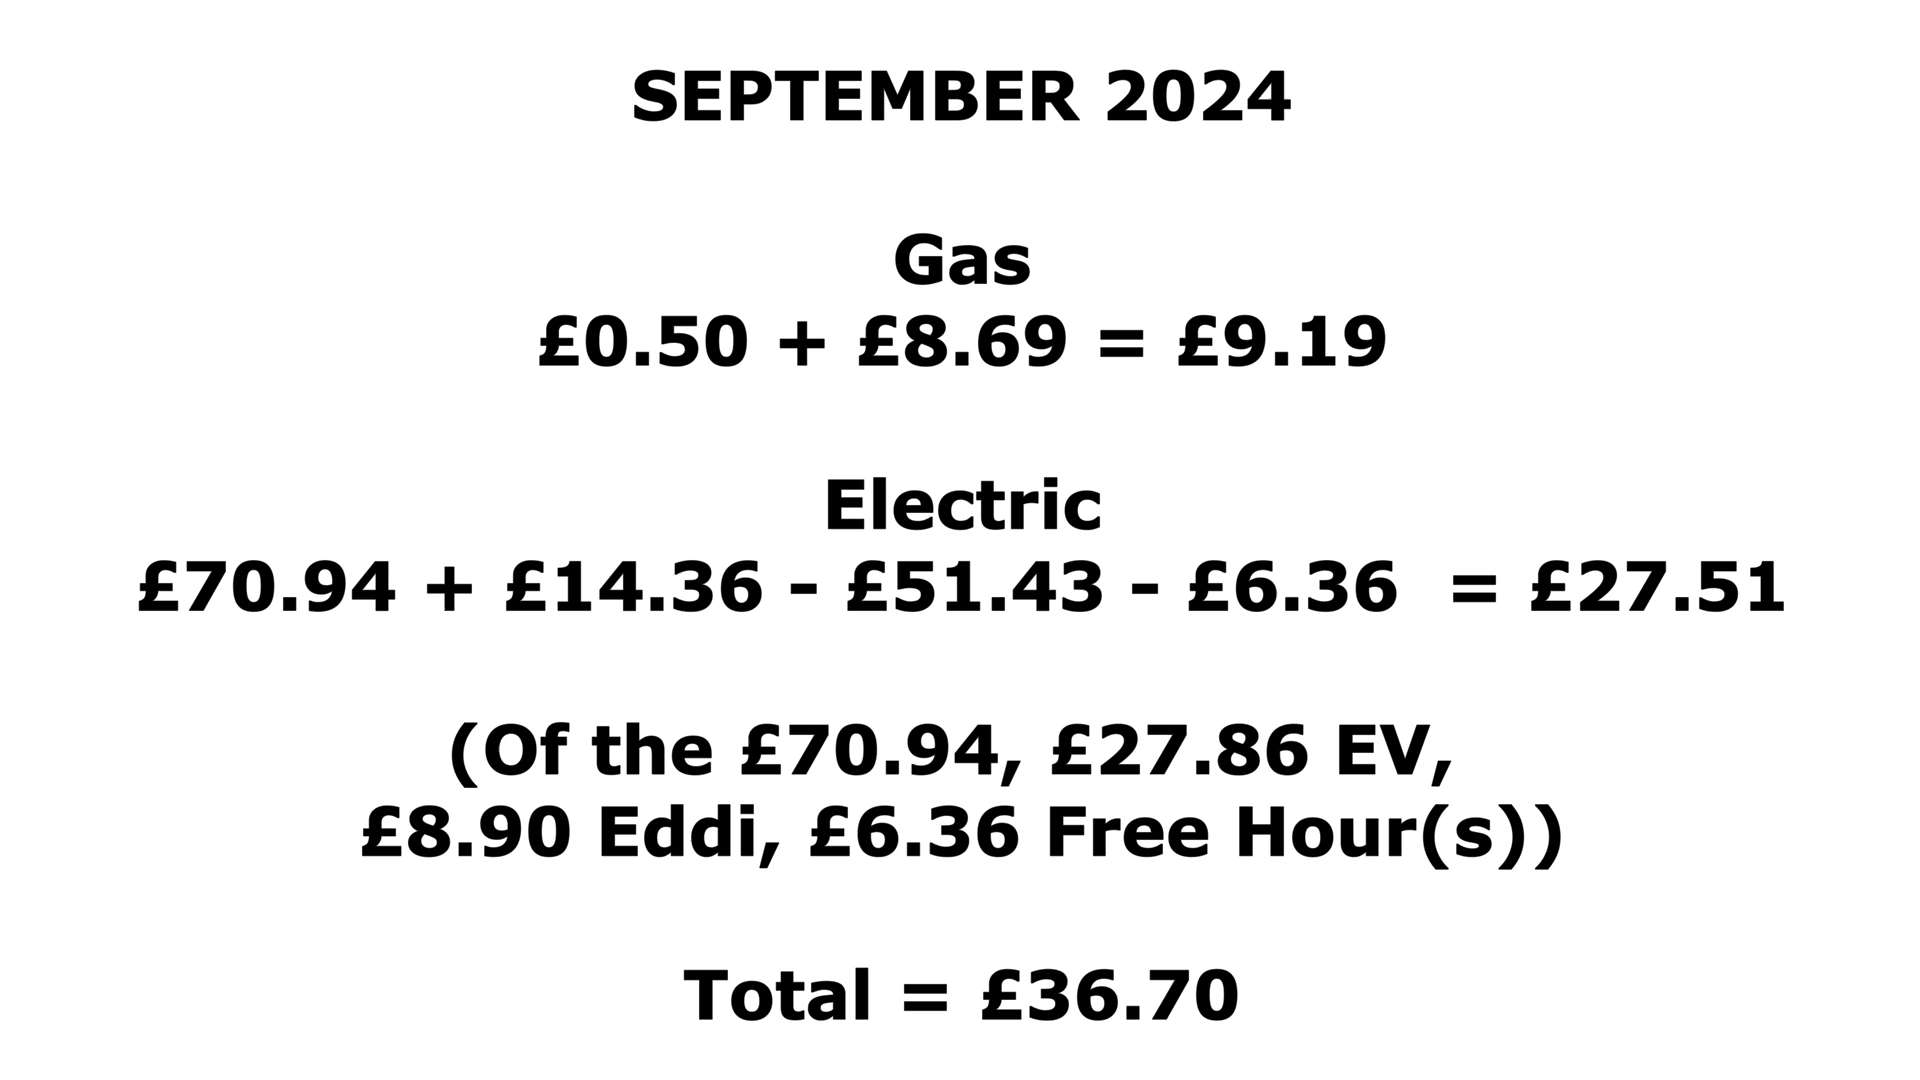 SEPTEMBER 2024
Gas
£0.50 + £8.69 = £9.19
Electric
£70.94 + £14.36 - £51.43 - £6.36  = £27.51
(Of the £70.94, £27.86 EV,
£8.90 Eddi, £6.36 Free Hour(s))
Total = £36.70